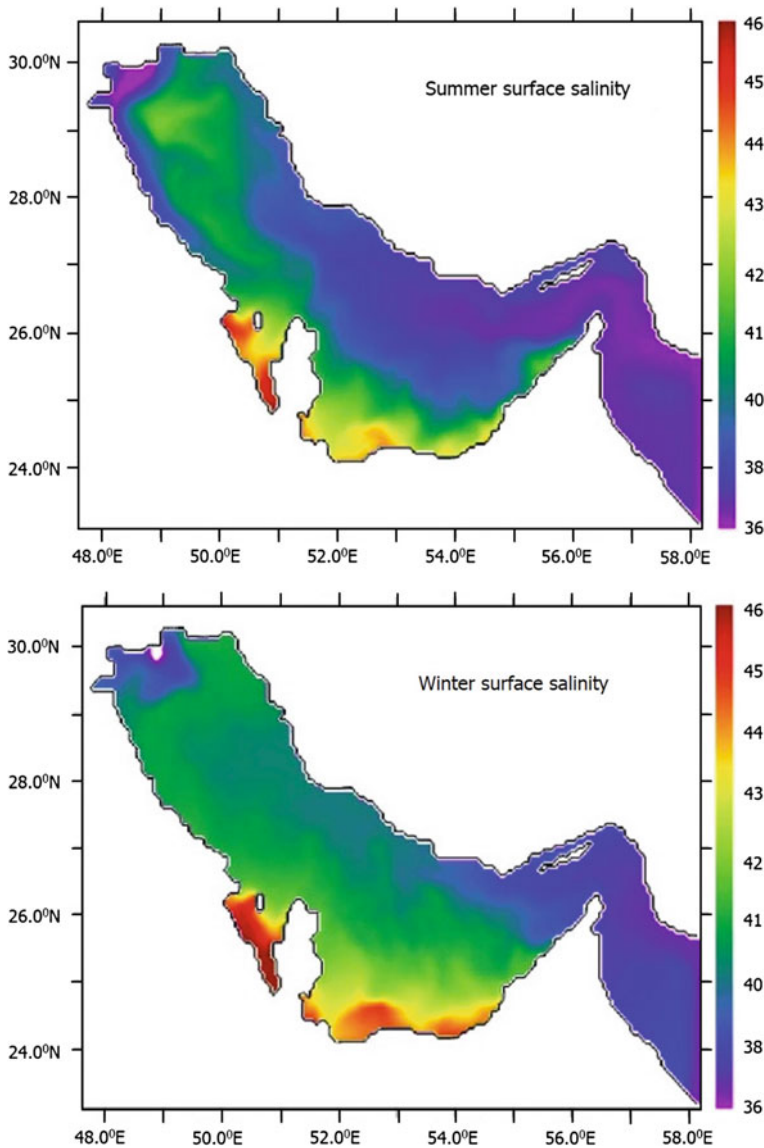 Summer surface salinity
30.0⁰N
28.0⁰N
26.0⁰N
24.0⁰N
48.0⁰E 50.0⁰E 52.0⁰E 54.0⁰E 56.0⁰E 58.0⁰E
46
45
44
43
42
41
40
38
36
Winter surface salinity
30.0⁰N
28.0⁰N
26.0⁰N
24.0⁰N
48.0⁰E 50.0⁰E 52.0⁰E 54.0⁰E 56.0⁰E 58.0⁰E
46
45
44
43
42
41
40
38
36